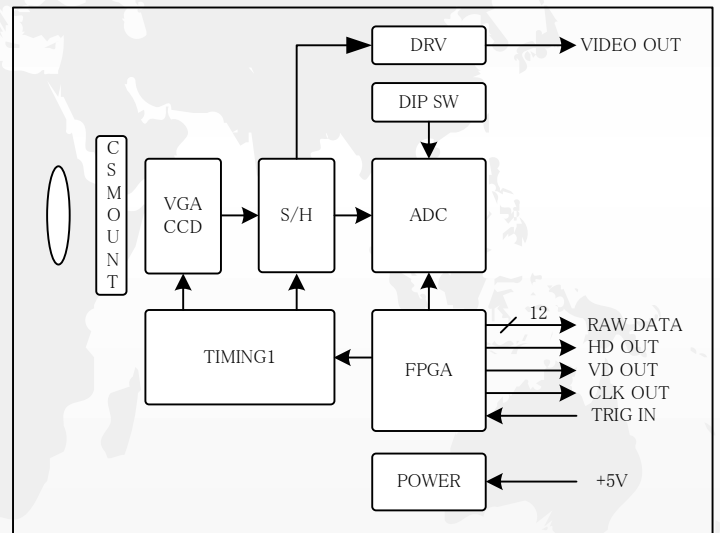 DRV
VIDEO OUT
DIP SW
CSMOUNT
VGA
CCD
S/H
ADC
TIMING1
FPGA
12
RAW DATA
HD OUT
VD OUT
CLK OUT
TRIG IN
POWER
+5V